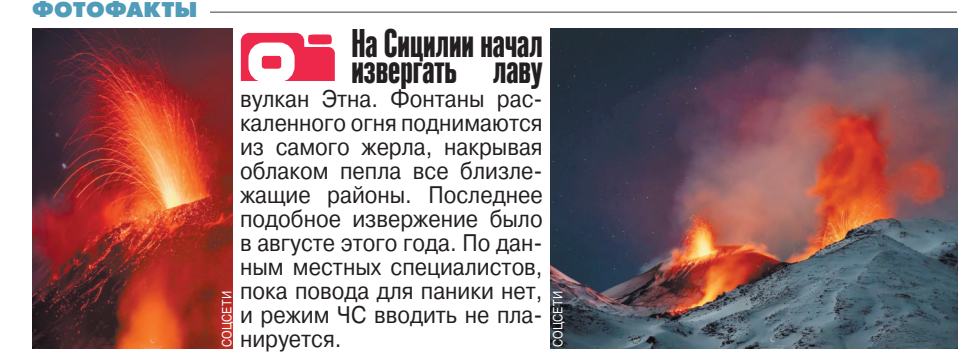 ФОТОФАКТЫ
На Сицилии начал
извергать лаву
вулкан Этна. Фонтаны рас-
каленного огня поднимаются
из самого жерла, накрывая
облаком пепла все близле-
жащие районы. Последнее
подобное извержение было
в августе этого года. По дан-
ным местных специалистов,
пока повода для паники нет,
и режим ЧС вводить не пла-
нируется.
СОЦСЕТИ
СОЦСЕТИ